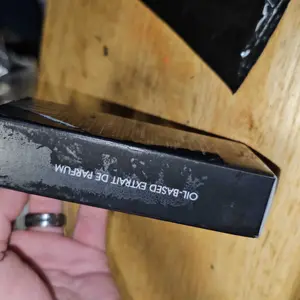 OIL-BASED EXTRAIT DE PARFUM